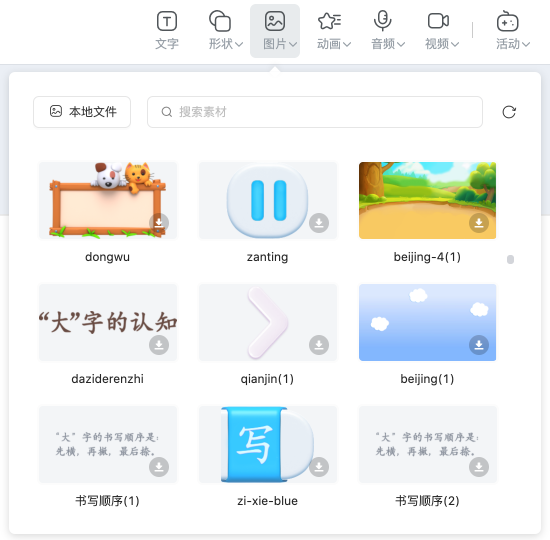 文字 形状 图片 动画 音频 视频 活动
本地文件 搜索素材
dongwu zanting beijing-4(1)
“大”字的认知
daziderenzhi qianjin(1) beijing(1)
“大”字的书写顺序是：
先横，再撇，最后捺。
写
“大”字的书写顺序是：
先横，再撇，最后捺。
书写顺序(1) zi-xie-blue 书写顺序(2)